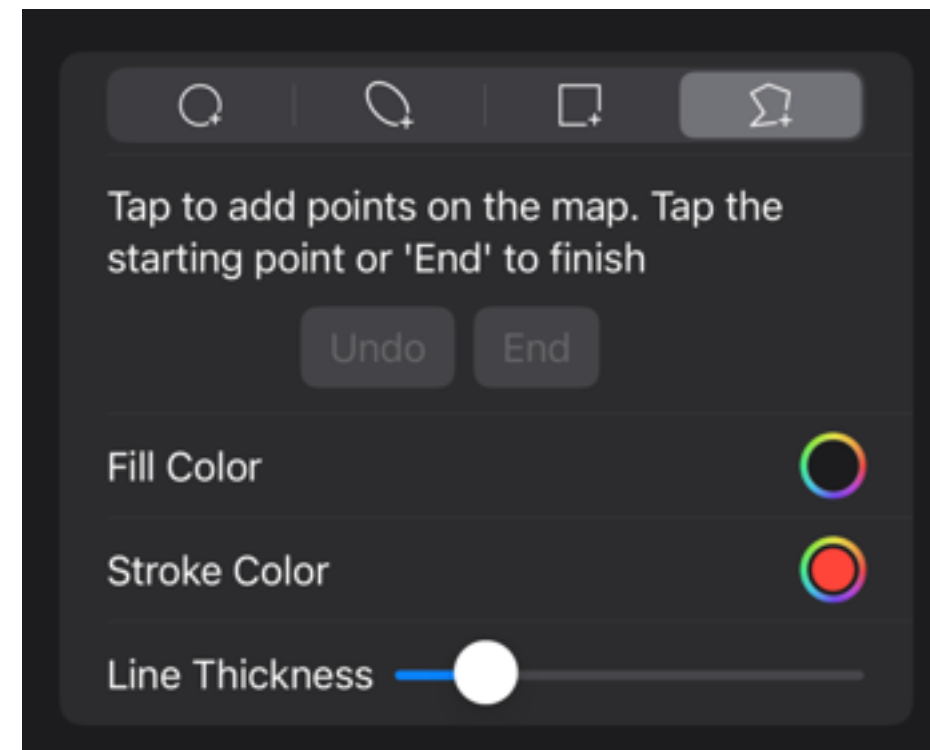 Tap to add points on the map. Tap the
starting point or 'End' to finish
Undo End
Fill Color
Stroke Color
Line Thickness